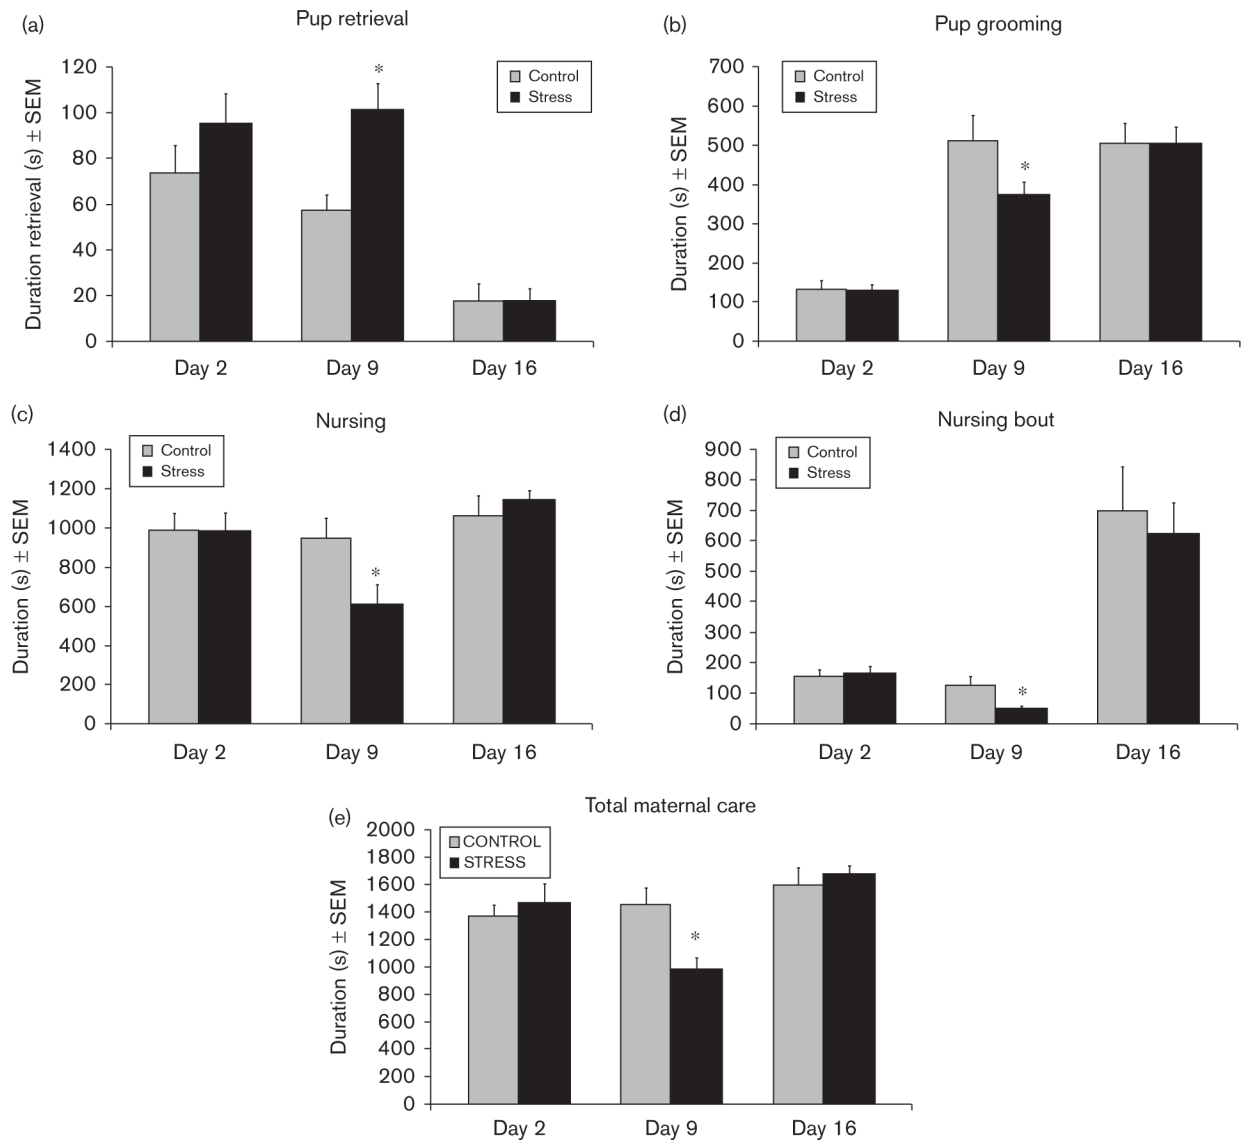 (a)
Pup retrieval
Duration retrieval (s) ± SEM
120
100
80
60
40
20
0
*
Control
Stress
Day 2
Day 9
Day 16
(b)
Pup grooming
Duration (s) ± SEM
700
600
500
400
300
200
100
0
Control
Stress
*
Day 2
Day 9
Day 16
(c)
Nursing
Duration (s) ± SEM
1400
1200
1000
800
600
400
200
0
Control
Stress
*
Day 2
Day 9
Day 16
(d)
Nursing bout
Duration (s) ± SEM
900
800
700
600
500
400
300
200
100
0
Control
Stress
*
Day 2
Day 9
Day 16
(e)
Total maternal care
Duration (s) ± SEM
2000
1800
1600
1400
1200
1000
800
600
400
200
0
CONTROL
STRESS
*
Day 2
Day 9
Day 16